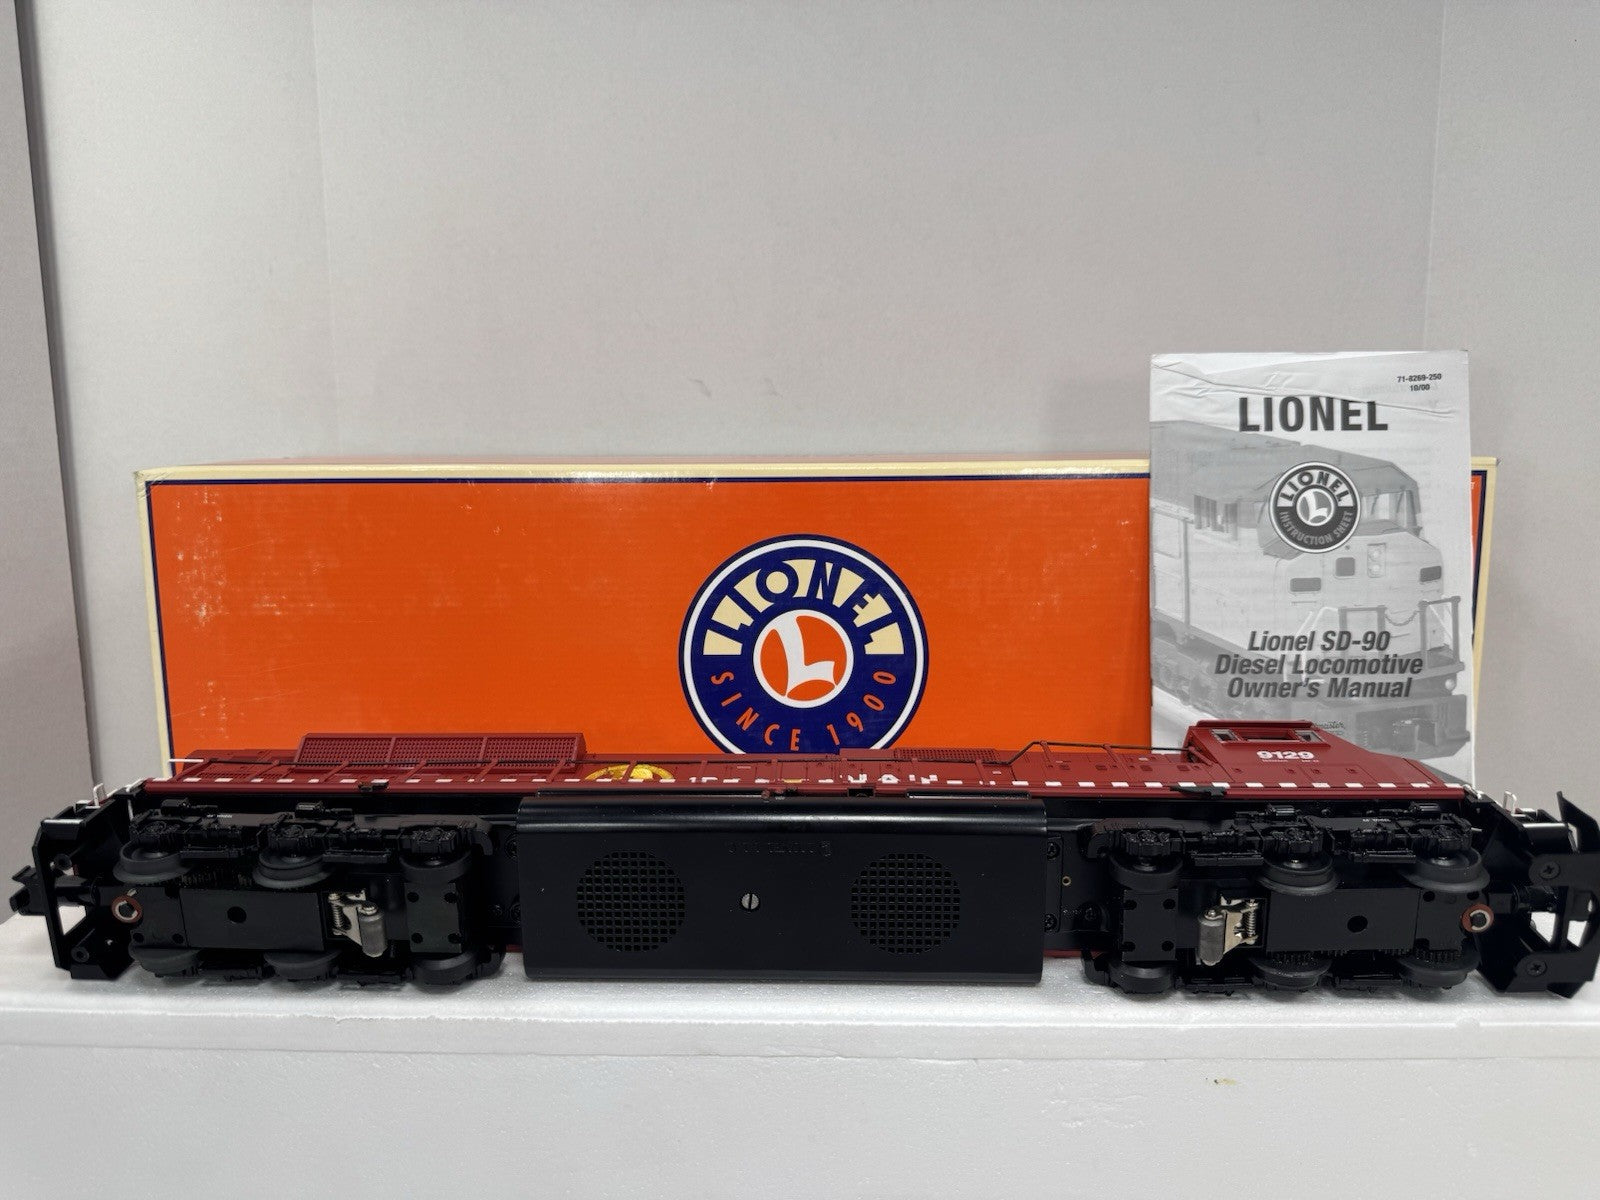 71-8269-250
10/00
LIONEL
LIONEL
INSTRUCTION SHEET
Lionel SD-90
Diesel Locomotive
Owner's Manual
LIONEL
L
SINCE 1900
9129